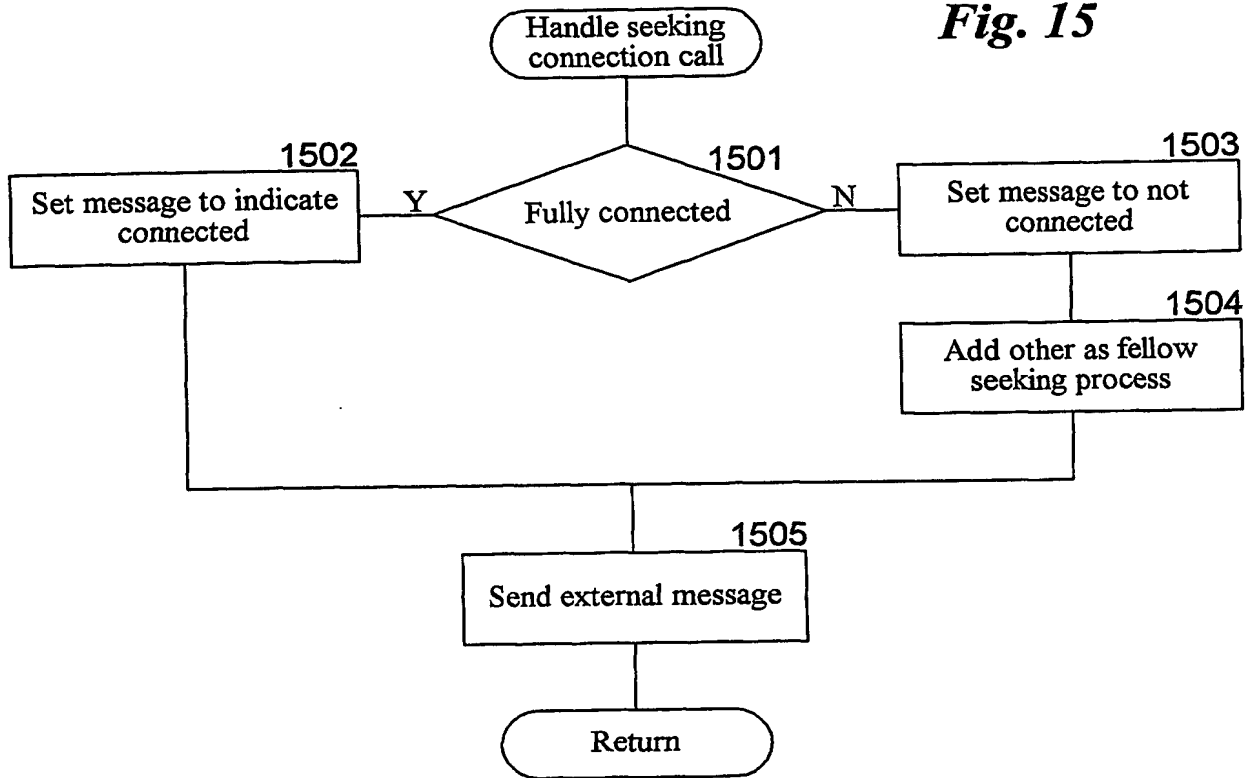 Fig. 15
Handle seeking
connection call
1501
Fully connected
Y
N
1502
Set message to indicate
connected
1503
Set message to not
connected
1504
Add other as fellow
seeking process
1505
Send external message
Return